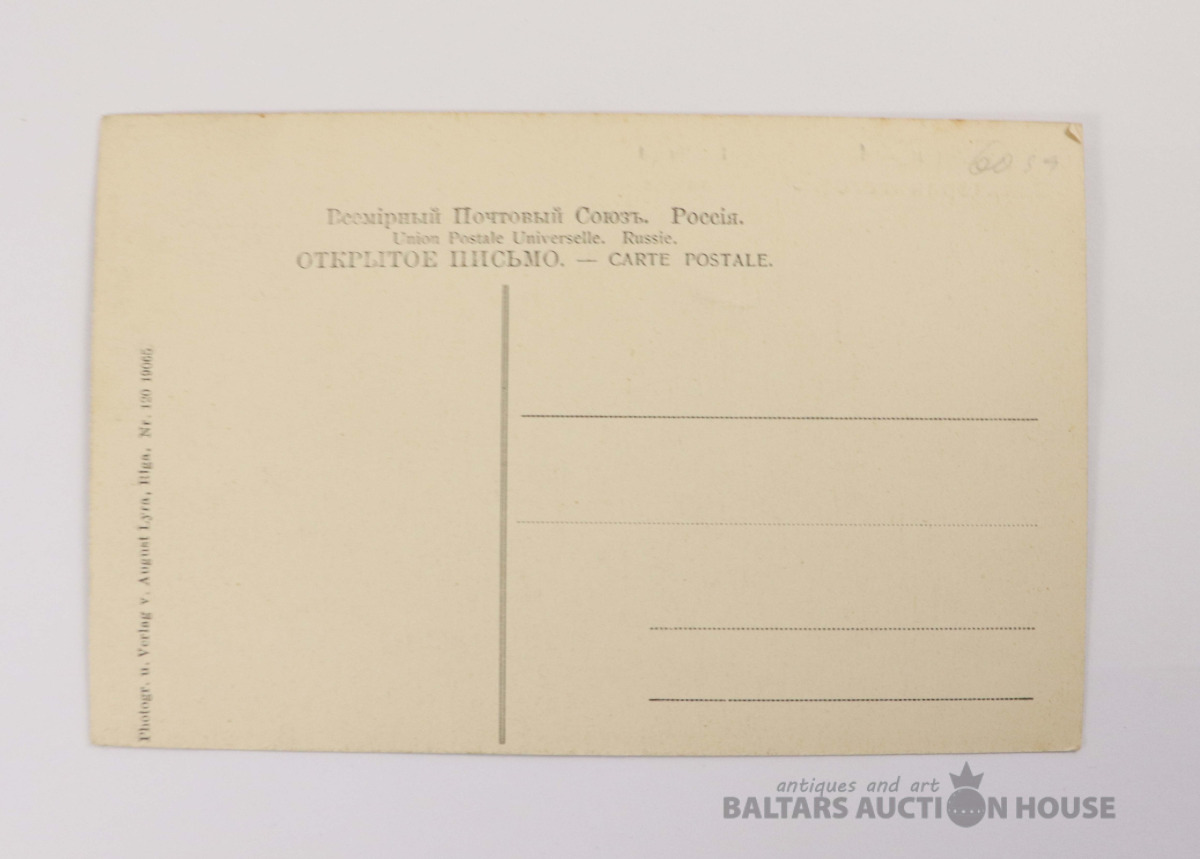 Всемірный Почтовый Союзъ. Россія.
Union Postale Universelle. Russie.
ОТКРЫТОЕ ПИСЬМО. — CARTE POSTALE.
Photogr. u. Verlag v. August Lyra, Riga. Nr. 120 19065.
antiques and art
BALTARS AUCTION HOUSE